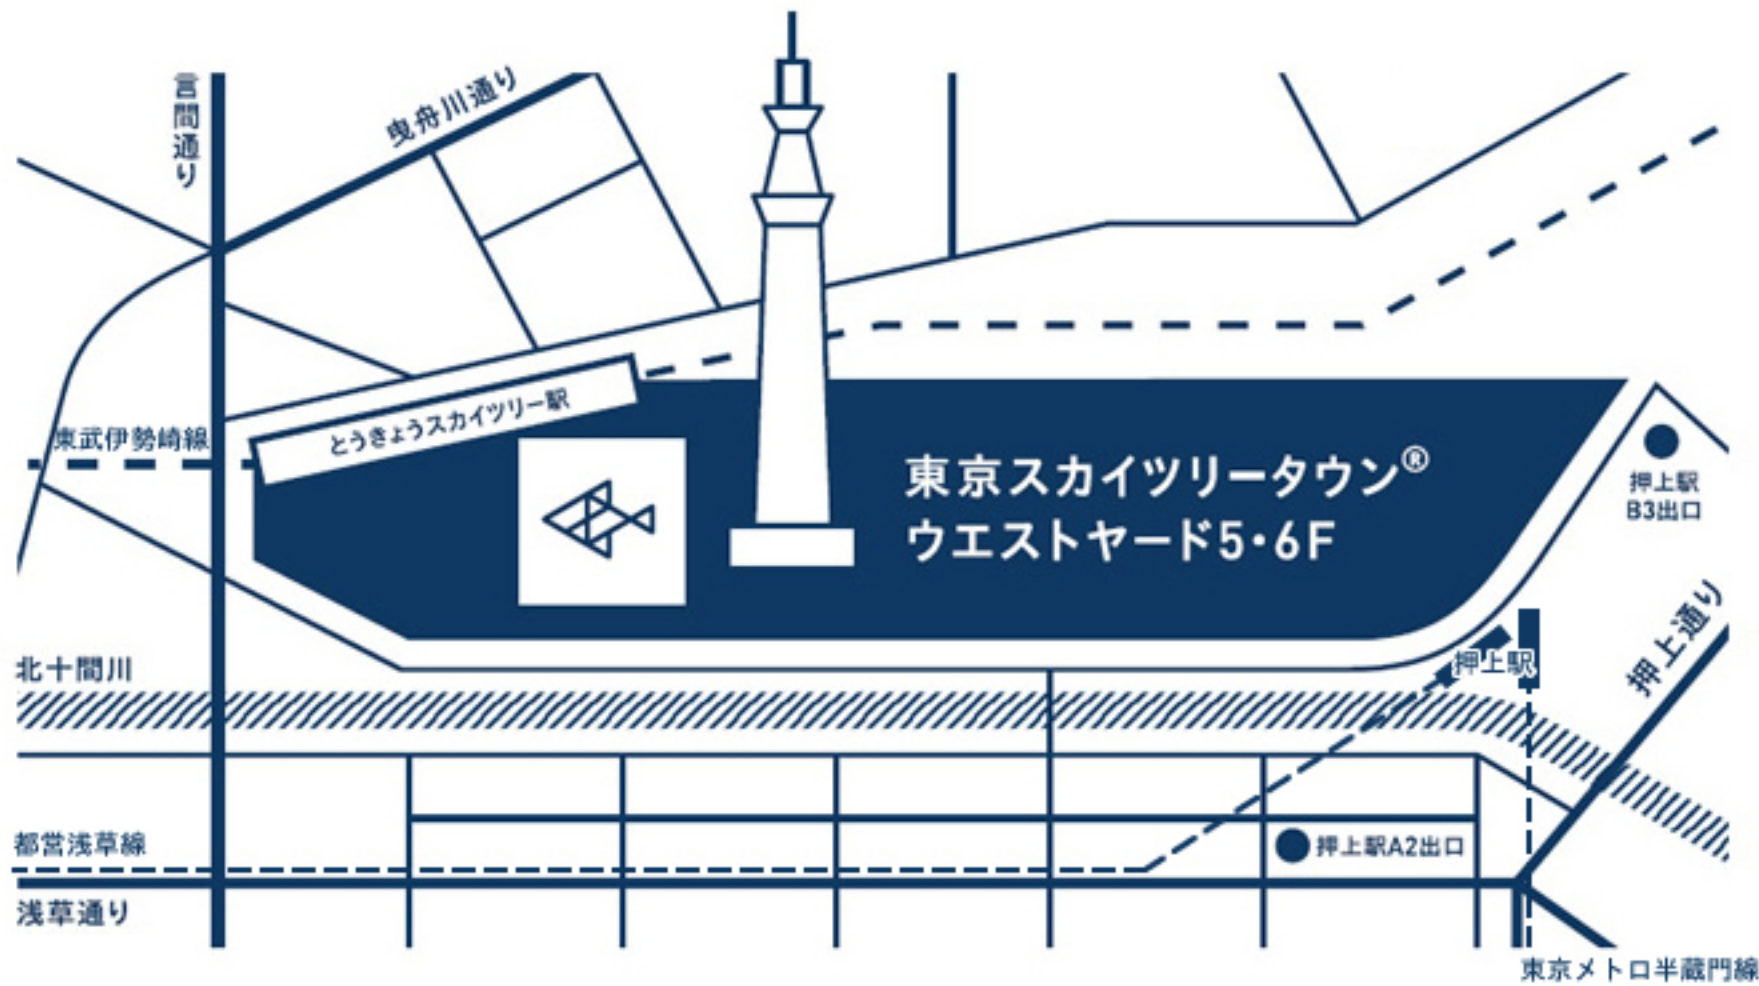 言問通り
曳舟川通り
とうきょうスカイツリー駅
東武伊勢崎線
東京スカイツリータウン®
ウエストヤード5・6F
押上駅
B3出口
押上通り
押上駅
北十間川
都営浅草線
押上駅A2出口
浅草通り
東京メトロ半蔵門線